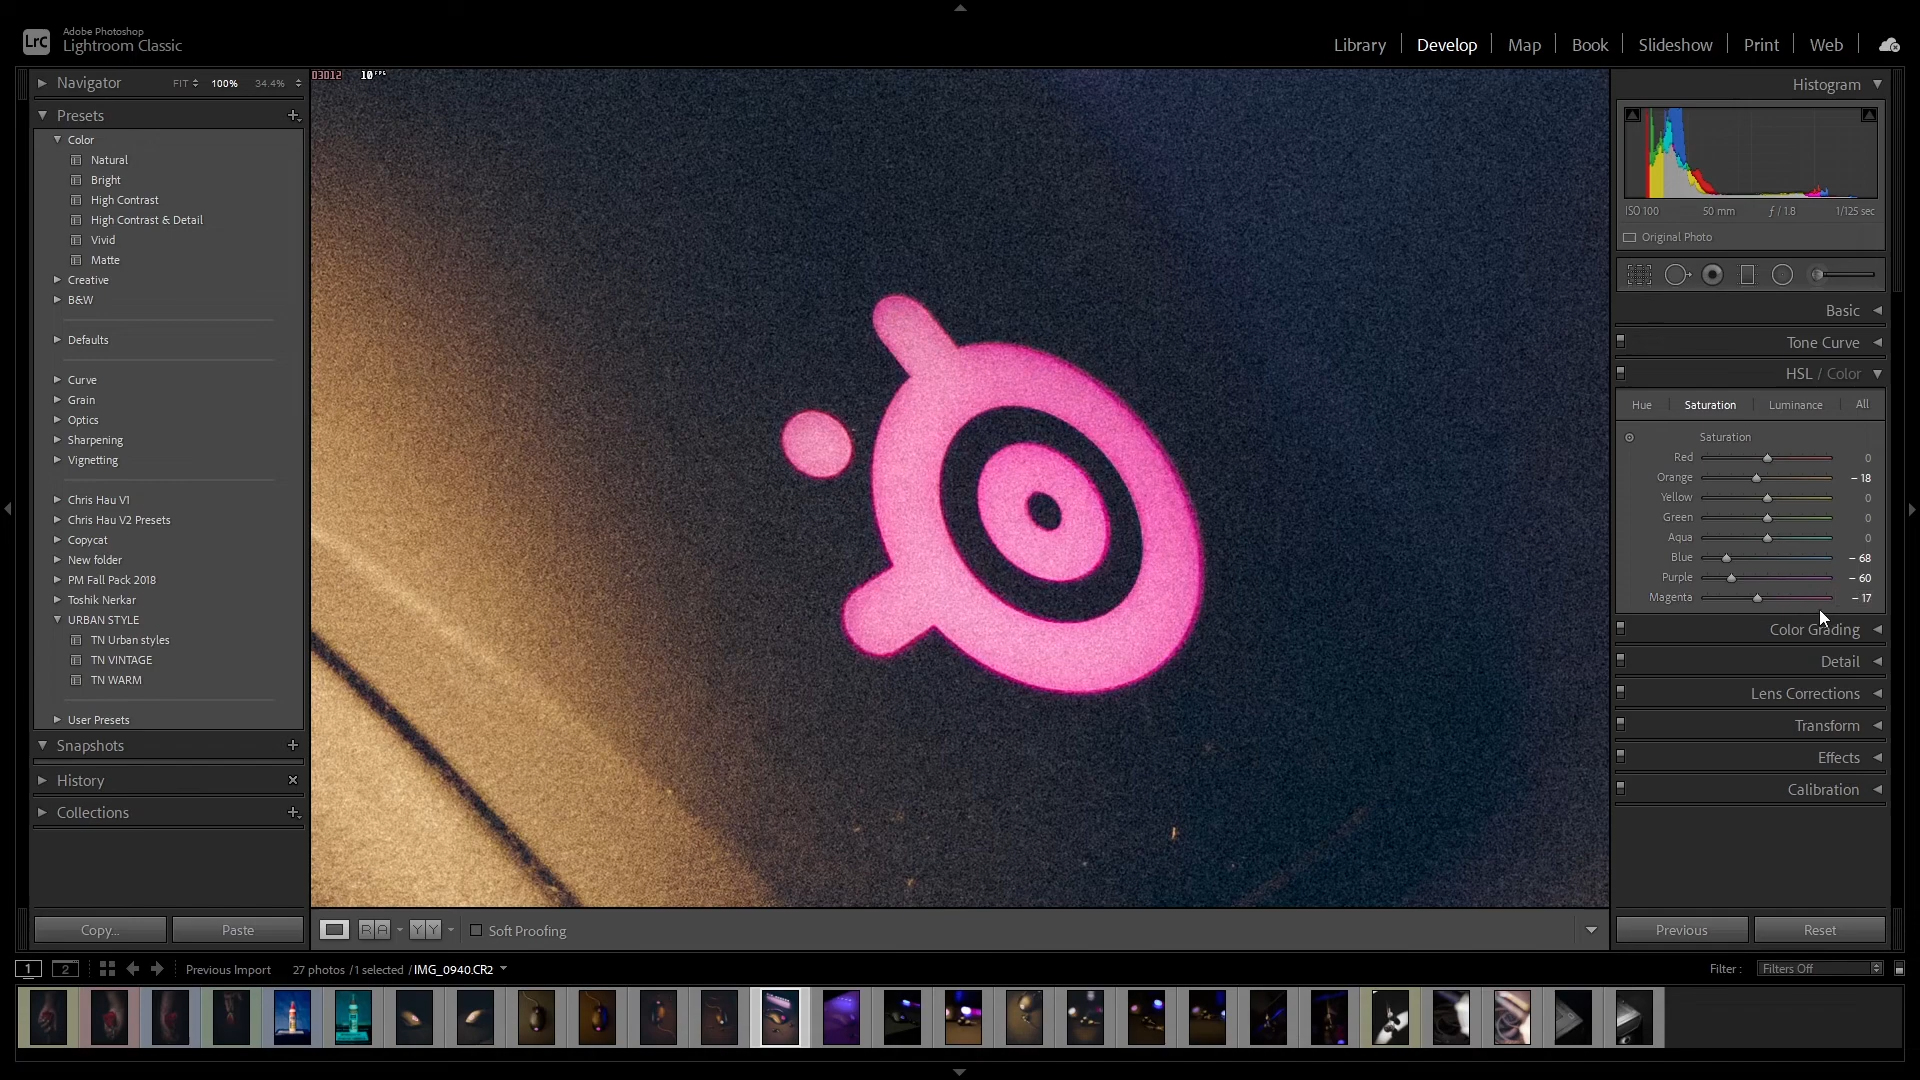 LrC
Adobe Photoshop
Lightroom Classic
Library
Develop
Map
Book
Slideshow
Print
Web
Navigator
FIT
100%
34.4%
10 FPS
Histogram
Presets
Color
Natural
Bright
High Contrast
High Contrast & Detail
Vivid
Matte
Creative
B&W
Defaults
Curve
Grain
Optics
Sharpening
Vignetting
Chris Hau V1
Chris Hau V2 Presets
Copycat
New folder
PM Fall Pack 2018
Toshik Nerkar
URBAN STYLE
TN Urban styles
TN VINTAGE
TN WARM
User Presets
Snapshots
History
Collections
Copy...
Paste
ISO 100 50 mm ƒ / 1.8 1/125 sec
Original Photo
Basic
Tone Curve
HSL / Color
Hue Saturation Luminance All
Saturation
Red 0
Orange – 18
Yellow 0
Green 0
Aqua 0
Blue – 68
Purple – 60
Magenta – 17
Color Grading
Detail
Lens Corrections
Transform
Effects
Calibration
Previous
Reset
R A
Y Y
Soft Proofing
1
2
Previous Import
27 photos / 1 selected / IMG_0940.CR2
Filter :
Filters Off